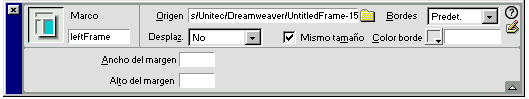 Marco Origen s/Unitec/Dreamweaver/UntitledFrame-15 Bordes Predet.
leftFrame Desplaz. No Mismo tamaño Color borde
Ancho del margen
Alto del margen